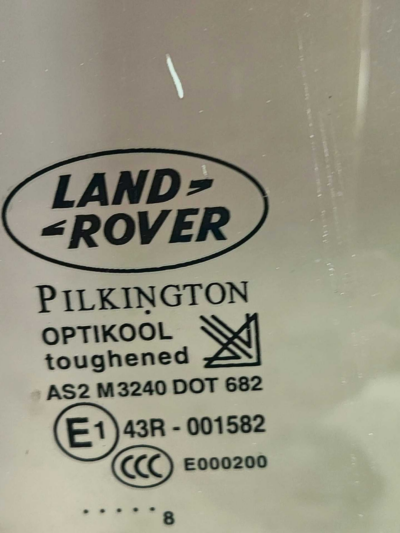 LAND
ROVER
PILKINGTON
OPTIKOOL
toughened
AS2 M3240 DOT 682
E1 43R - 001582
CCC E000200
..... 8